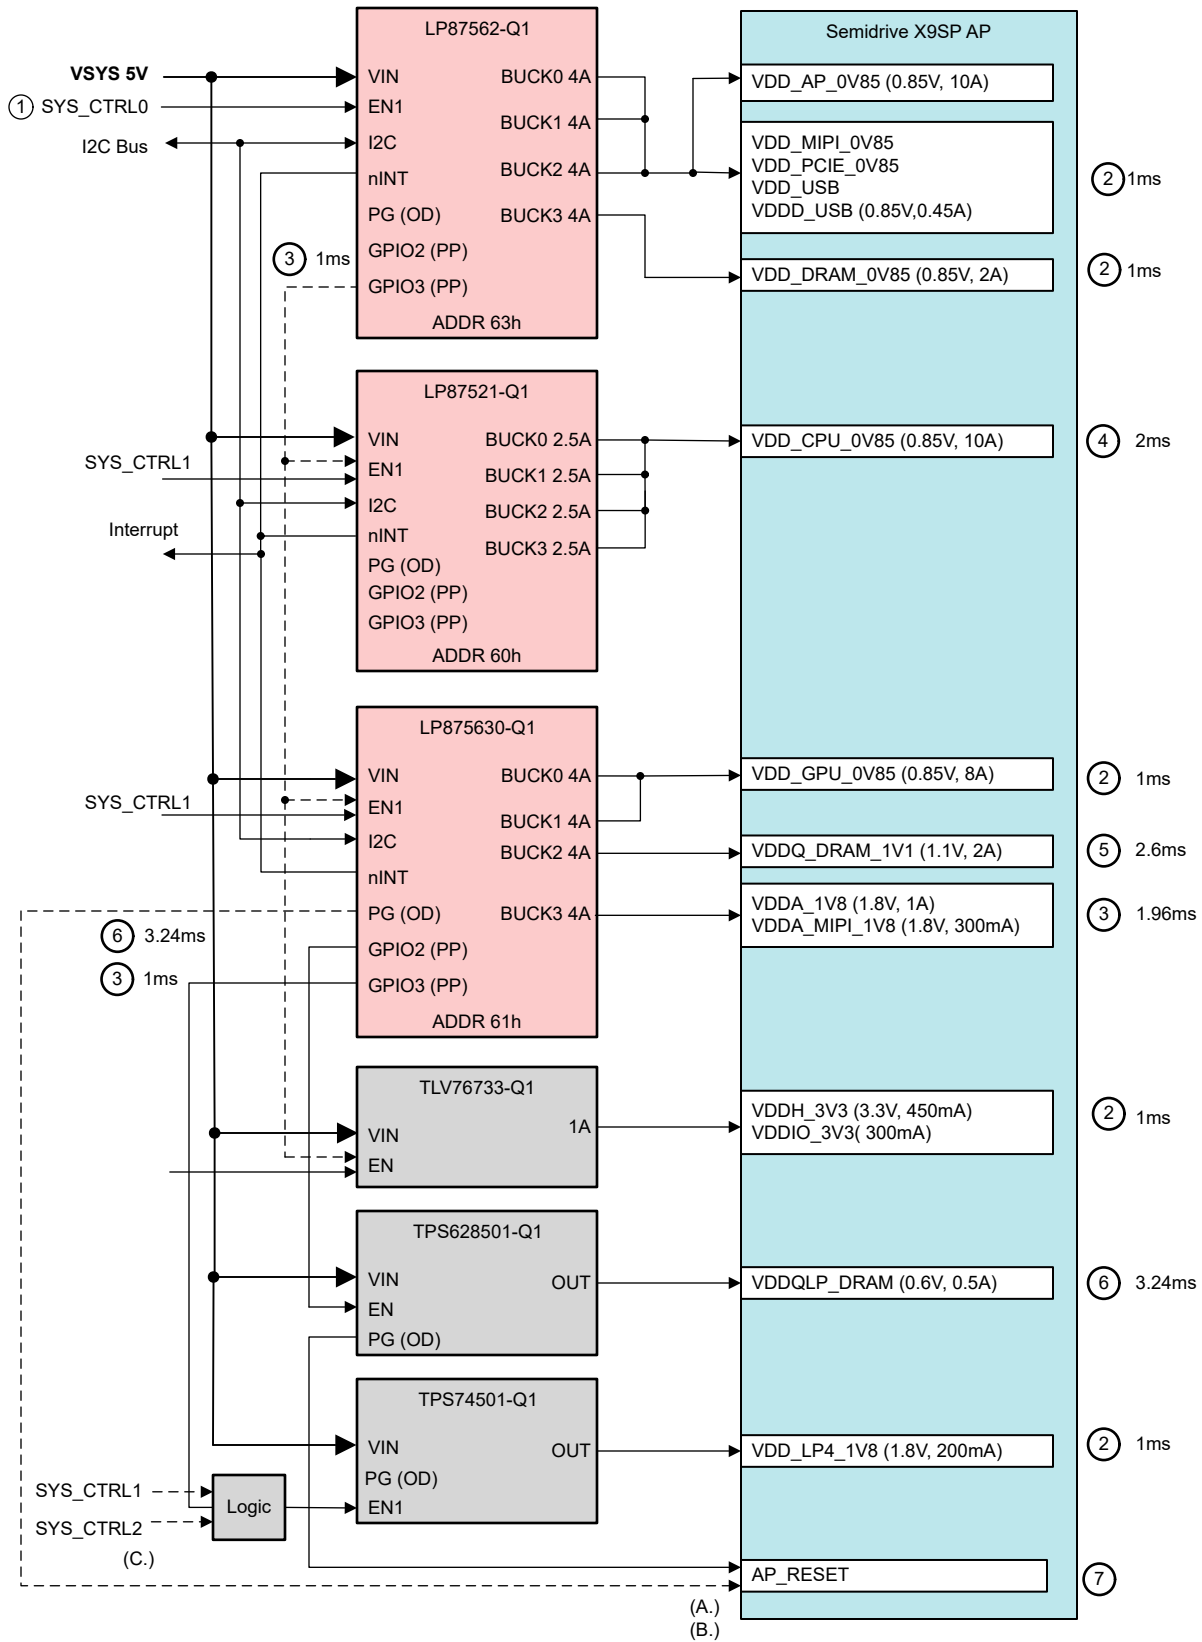 LP87562-Q1
Semidrive X9SP AP
VSYS 5V
VIN
BUCK0 4A
VDD_AP_0V85 (0.85V, 10A)
1 SYS_CTRL0
EN1
BUCK1 4A
I2C Bus
I2C
VDD_MIPI_0V85
VDD_PCIE_0V85
VDD_USB
VDDD_USB (0.85V,0.45A)
2 1ms
nINT
BUCK2 4A
PG (OD)
BUCK3 4A
GPIO2 (PP)
3 1ms
GPIO3 (PP)
VDD_DRAM_0V85 (0.85V, 2A)
2 1ms
ADDR 63h
LP87521-Q1
VIN
BUCK0 2.5A
VDD_CPU_0V85 (0.85V, 10A)
4 2ms
SYS_CTRL1
EN1
BUCK1 2.5A
I2C
BUCK2 2.5A
Interrupt
nINT
BUCK3 2.5A
PG (OD)
GPIO2 (PP)
GPIO3 (PP)
ADDR 60h
LP875630-Q1
VIN
BUCK0 4A
VDD_GPU_0V85 (0.85V, 8A)
2 1ms
SYS_CTRL1
EN1
BUCK1 4A
I2C
BUCK2 4A
VDDQ_DRAM_1V1 (1.1V, 2A)
5 2.6ms
nINT
PG (OD)
BUCK3 4A
VDDA_1V8 (1.8V, 1A)
VDDA_MIPI_1V8 (1.8V, 300mA)
3 1.96ms
6 3.24ms
GPIO2 (PP)
3 1ms
GPIO3 (PP)
ADDR 61h
TLV76733-Q1
1A
VIN
EN
VDDH_3V3 (3.3V, 450mA)
VDDIO_3V3( 300mA)
2 1ms
TPS628501-Q1
VIN
OUT
VDDQLP_DRAM (0.6V, 0.5A)
6 3.24ms
EN
PG (OD)
TPS74501-Q1
VIN
OUT
VDD_LP4_1V8 (1.8V, 200mA)
2 1ms
PG (OD)
EN1
SYS_CTRL1
Logic
SYS_CTRL2
(C.)
AP_RESET
7
(A.)
(B.)